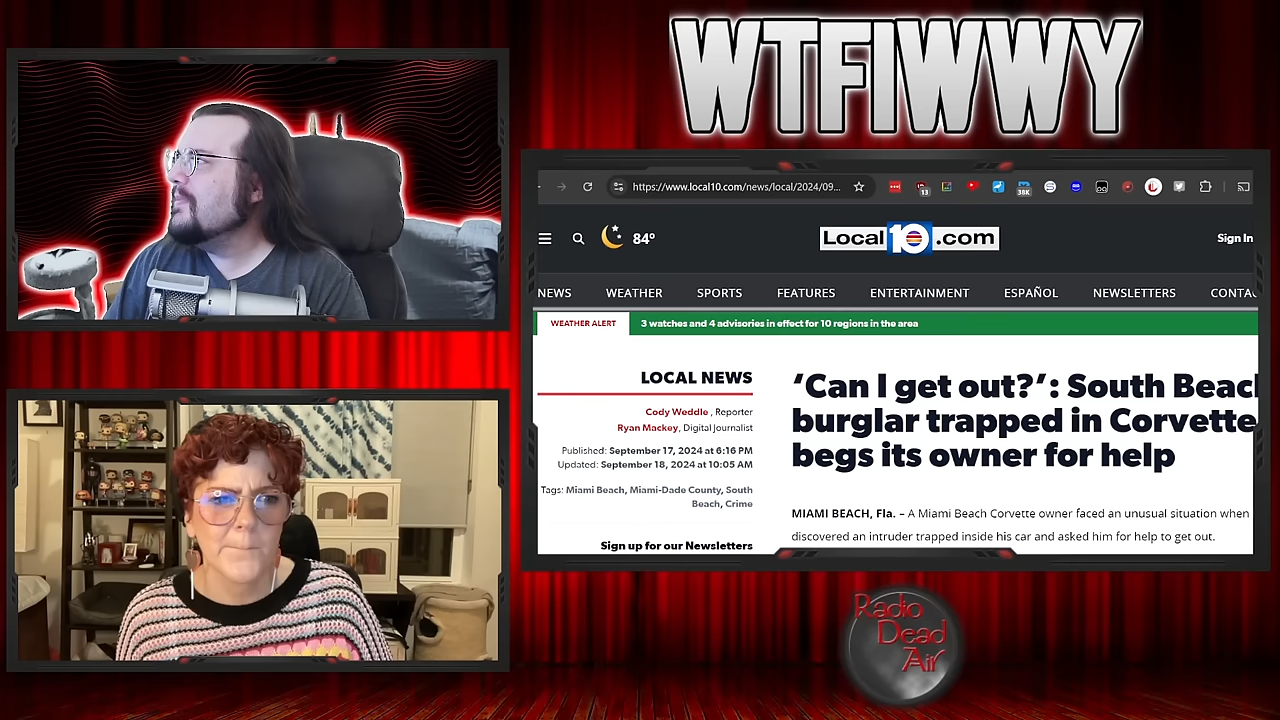 WTFIWWY
https://www.local10.com/news/local/2024/09...
13
38K
84°
Local 10 .com
Sign In
NEWS WEATHER SPORTS FEATURES ENTERTAINMENT ESPAÑOL NEWSLETTERS
WEATHER ALERT 3 watches and 4 advisories in effect for 10 regions in the area
LOCAL NEWS
Cody Weddle , Reporter
Ryan Mackey, Digital Journalist
Published: September 17, 2024 at 6:16 PM
Updated: September 18, 2024 at 10:05 AM
Tags: Miami Beach, Miami-Dade County, South
Beach, Crime
Sign up for our Newsletters
‘Can I get out?’: South Beach
burglar trapped in Corvette
begs its owner for help
MIAMI BEACH, Fla. – A Miami Beach Corvette owner faced an unusual situation when
discovered an intruder trapped inside his car and asked him for help to get out.
Radio
Dead
Air